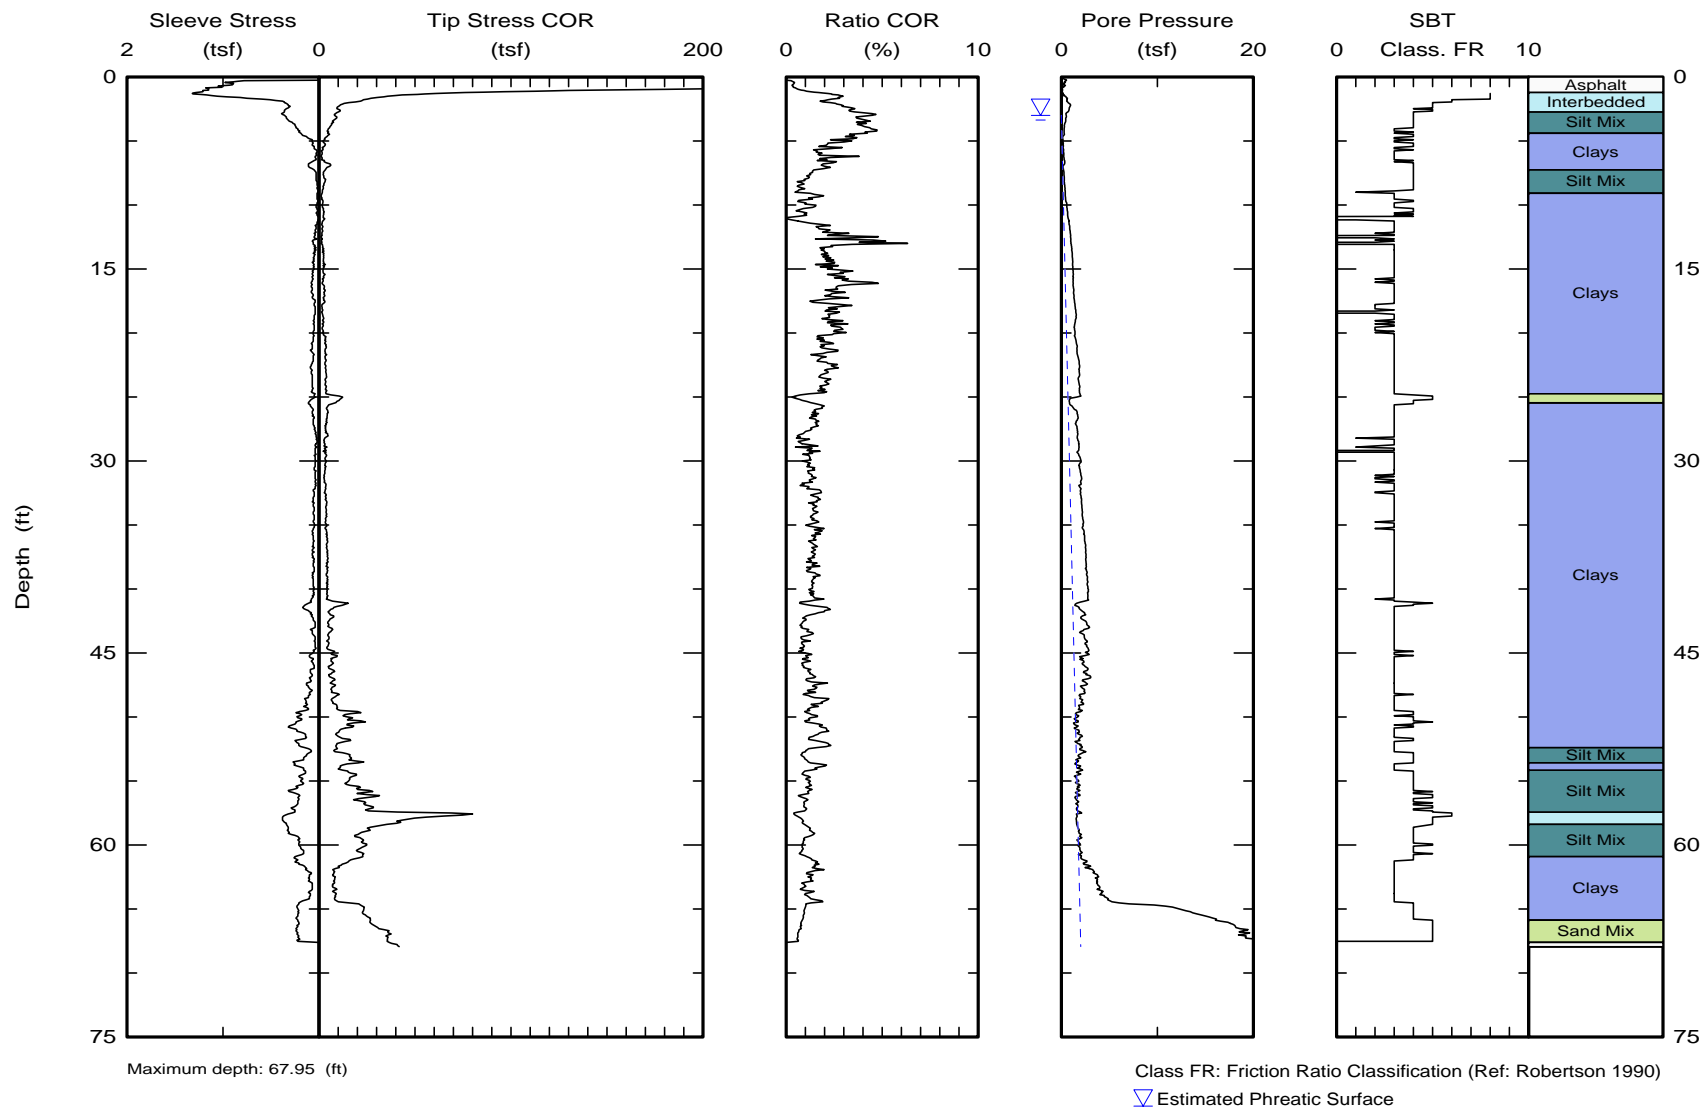 Sleeve Stress Tip Stress COR Ratio COR Pore Pressure SBT
(tsf) (tsf) (%) (tsf) Class. FR
2 0 200 0 10 0 20 0 10
0 0
Asphalt
Interbedded
Silt Mix
Clays
Silt Mix
15 15
Clays
30 30
Depth (ft)
Clays
45 45
Silt Mix
Silt Mix
60 60
Silt Mix
Clays
Sand Mix
75 75
Maximum depth: 67.95 (ft)
Class FR: Friction Ratio Classification (Ref: Robertson 1990)
Estimated Phreatic Surface